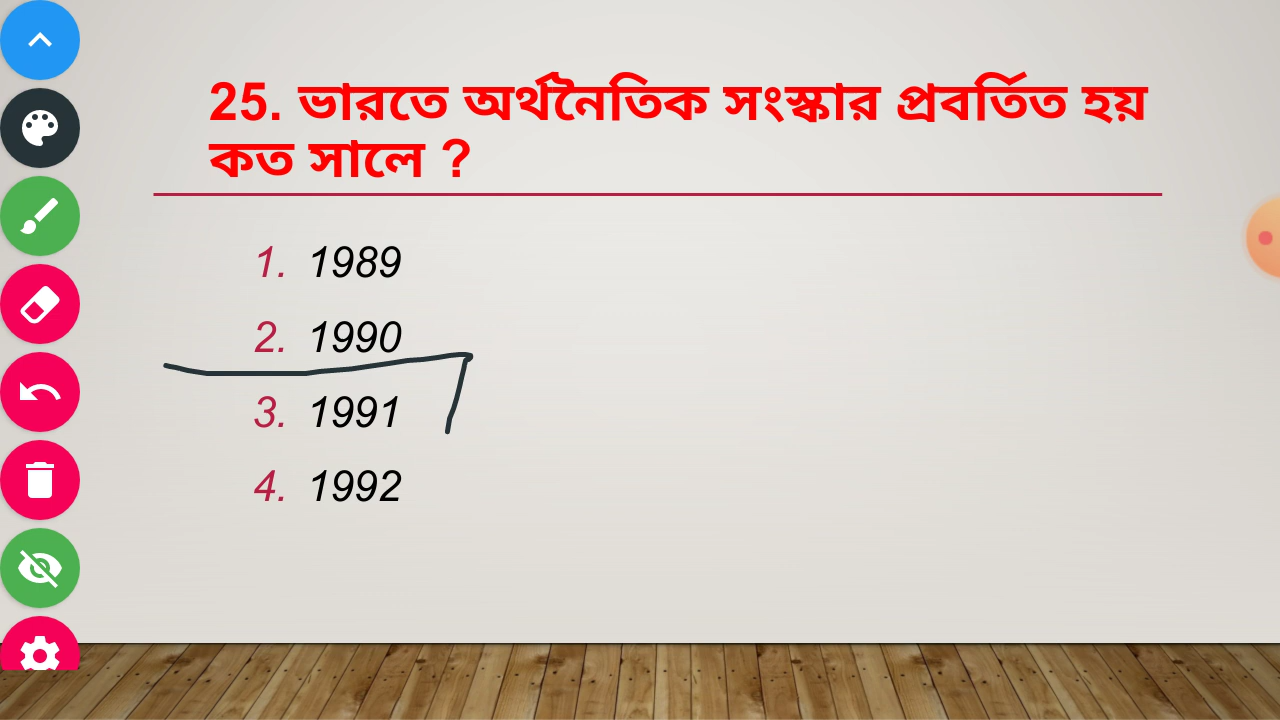 25. ভারতে অর্থনৈতিক সংস্কার প্রবর্তিত হয়
কত সালে ?
1. 1989
2. 1990
3. 1991
4. 1992